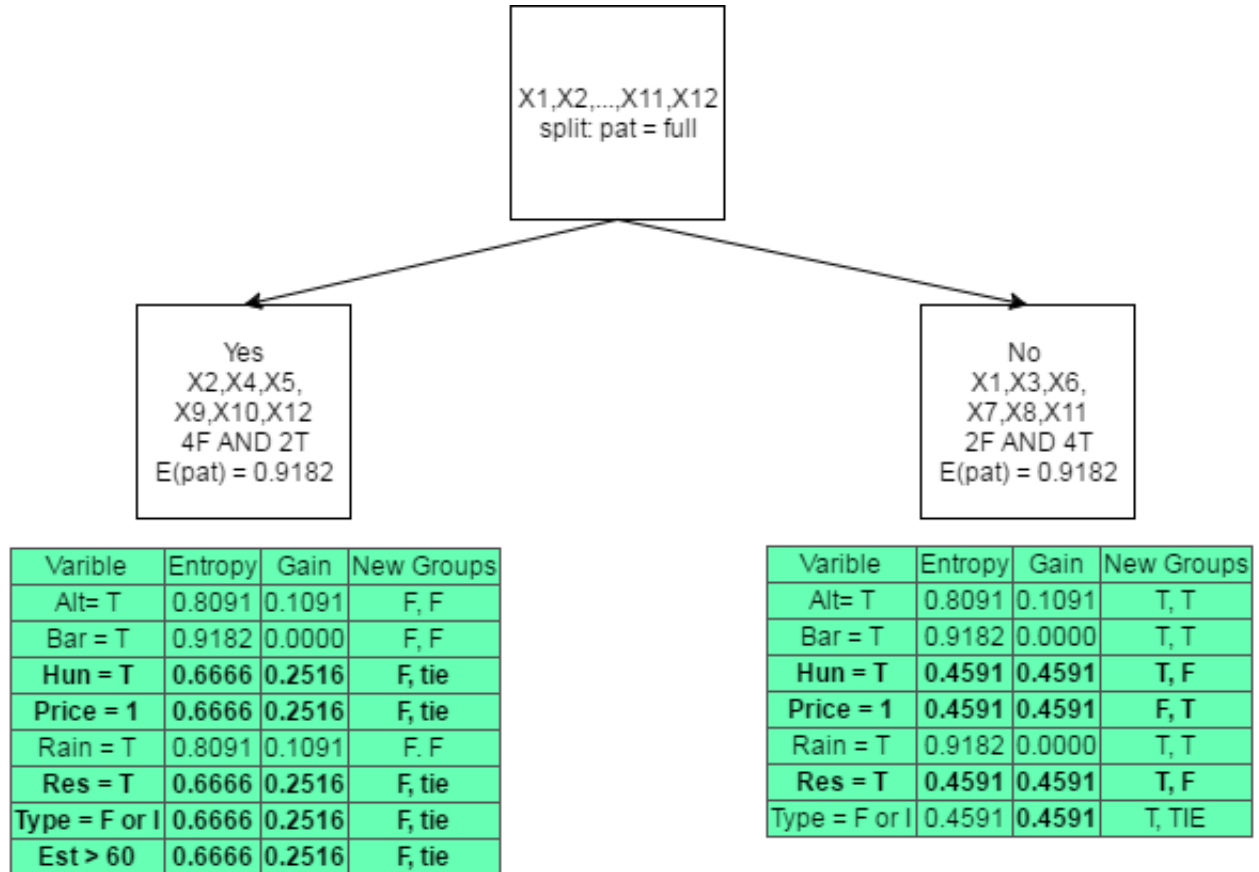 X1,X2,...,X11,X12
split: pat = full
Yes
X2,X4,X5,
X9,X10,X12
4F AND 2T
E(pat) = 0.9182
No
X1,X3,X6,
X7,X8,X11
2F AND 4T
E(pat) = 0.9182
Varible Entropy Gain New Groups
Alt= T 0.8091 0.1091 F, F
Bar = T 0.9182 0.0000 F, F
Hun = T 0.6666 0.2516 F, tie
Price = 1 0.6666 0.2516 F, tie
Rain = T 0.8091 0.1091 F. F
Res = T 0.6666 0.2516 F, tie
Type = F or I 0.6666 0.2516 F, tie
Est > 60 0.6666 0.2516 F, tie
Varible Entropy Gain New Groups
Alt= T 0.8091 0.1091 T, T
Bar = T 0.9182 0.0000 T, T
Hun = T 0.4591 0.4591 T, F
Price = 1 0.4591 0.4591 F, T
Rain = T 0.9182 0.0000 T, T
Res = T 0.4591 0.4591 T, F
Type = F or I 0.4591 0.4591 T, TIE